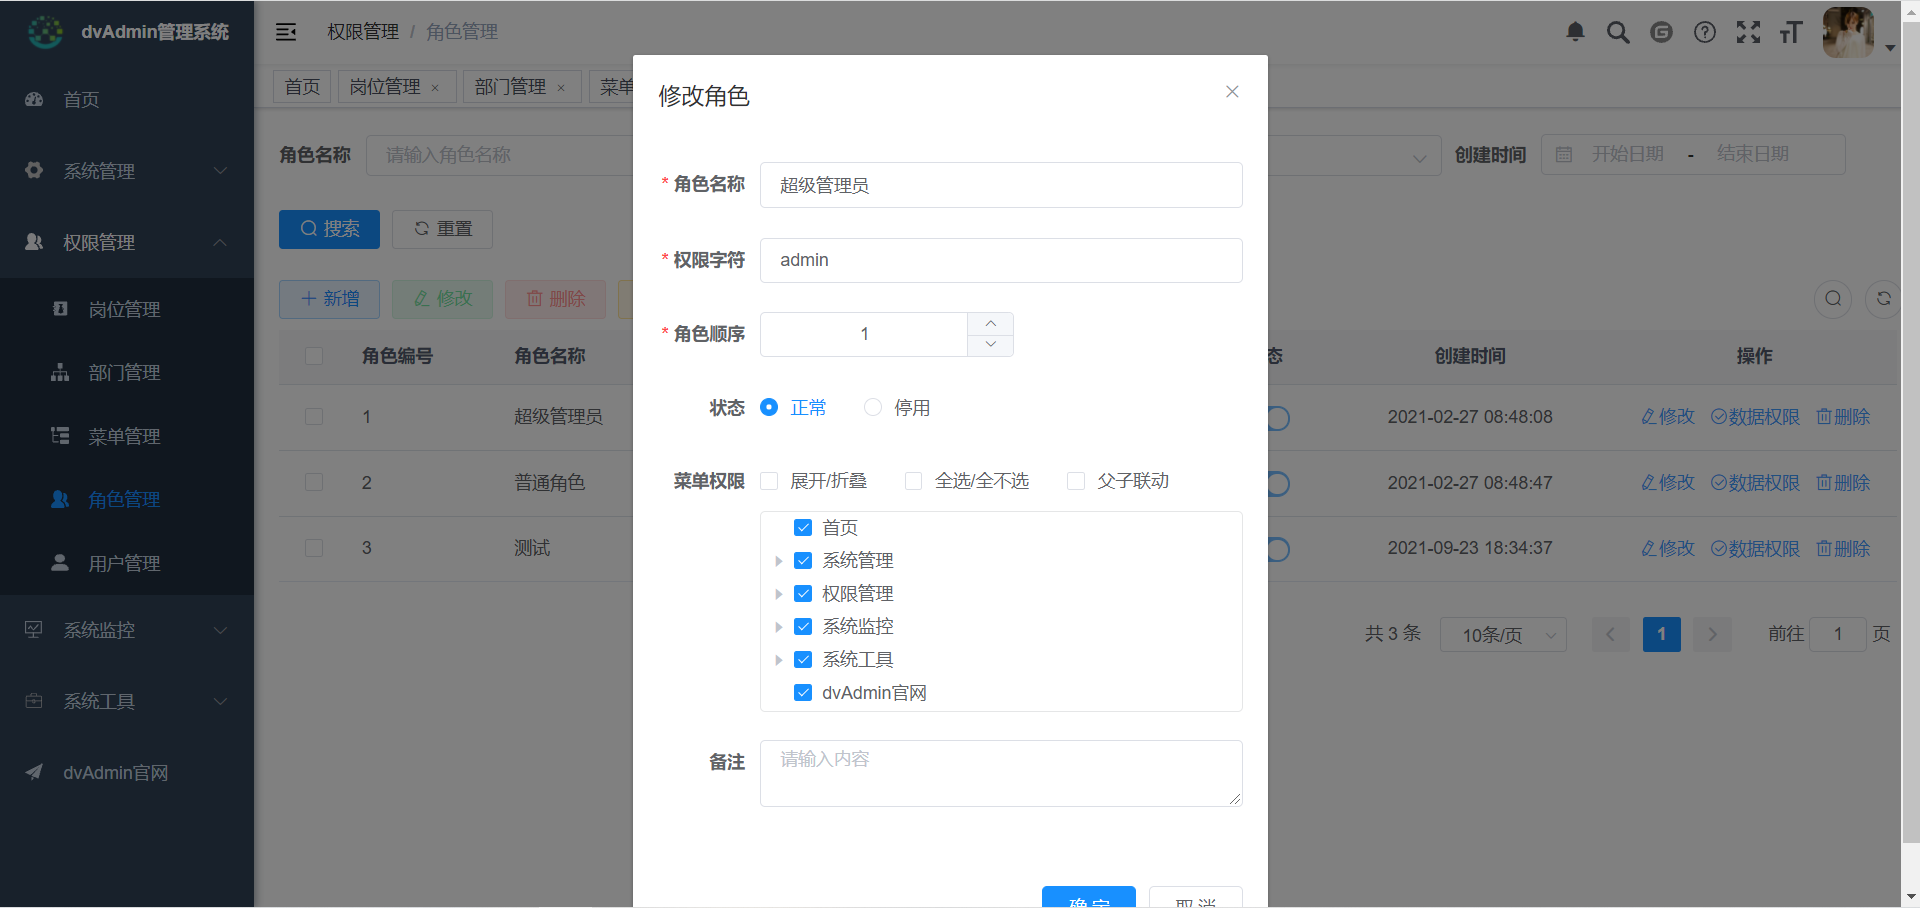 dvAdmin管理系统
首页
系统管理
权限管理
岗位管理
部门管理
菜单管理
角色管理
用户管理
系统监控
系统工具
dvAdmin官网
权限管理 / 角色管理
首页
岗位管理 ×
部门管理 ×
菜单
角色名称
请输入角色名称
创建时间
开始日期 - 结束日期
搜索
重置
新增
修改
删除
角色编号 角色名称 态 创建时间 操作
1 超级管理员 2021-02-27 08:48:08 修改 数据权限 删除
2 普通角色 2021-02-27 08:48:47 修改 数据权限 删除
3 测试 2021-09-23 18:34:37 修改 数据权限 删除
共 3 条 10条/页 1 前往 1 页
修改角色
* 角色名称 超级管理员
* 权限字符 admin
* 角色顺序 1
状态 正常 停用
菜单权限 展开/折叠 全选/全不选 父子联动
首页
系统管理
权限管理
系统监控
系统工具
dvAdmin官网
备注 请输入内容
确 定 取 消